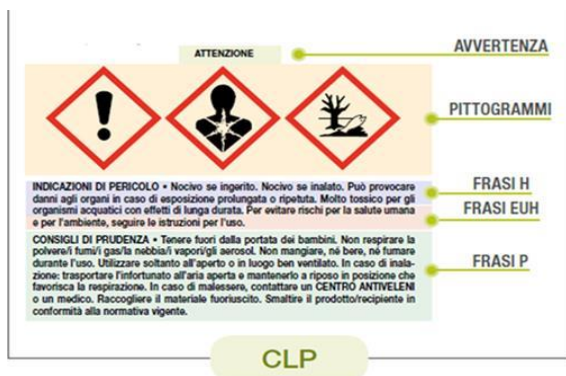 ATTENZIONE
AVVERTENZA
PITTOGRAMMI
INDICAZIONI DI PERICOLO • Nocivo se ingerito. Nocivo se inalato. Può provocare
danni agli organi in caso di esposizione prolungata o ripetuta. Molto tossico per gli
organismi acquatici con effetti di lunga durata. Per evitare rischi per la salute umana
e per l'ambiente, seguire le istruzioni per l'uso.
FRASI H
FRASI EUH
CONSIGLI DI PRUDENZA • Tenere fuori dalla portata dei bambini. Non respirare la
polvere/i fumi/i gas/la nebbia/i vapori/gli aerosol. Non mangiare, né bere, né fumare
durante l'uso. Utilizzare soltanto all'aperto o in luogo ben ventilato. In caso di inala-
zione: trasportare l'infortunato all'aria aperta e mantenerlo a riposo in posizione che
favorisca la respirazione. In caso di malessere, contattare un CENTRO ANTIVELENI
o un medico. Raccogliere il materiale fuoriuscito. Smaltire il prodotto/recipiente in
conformità alla normativa vigente.
FRASI P
CLP